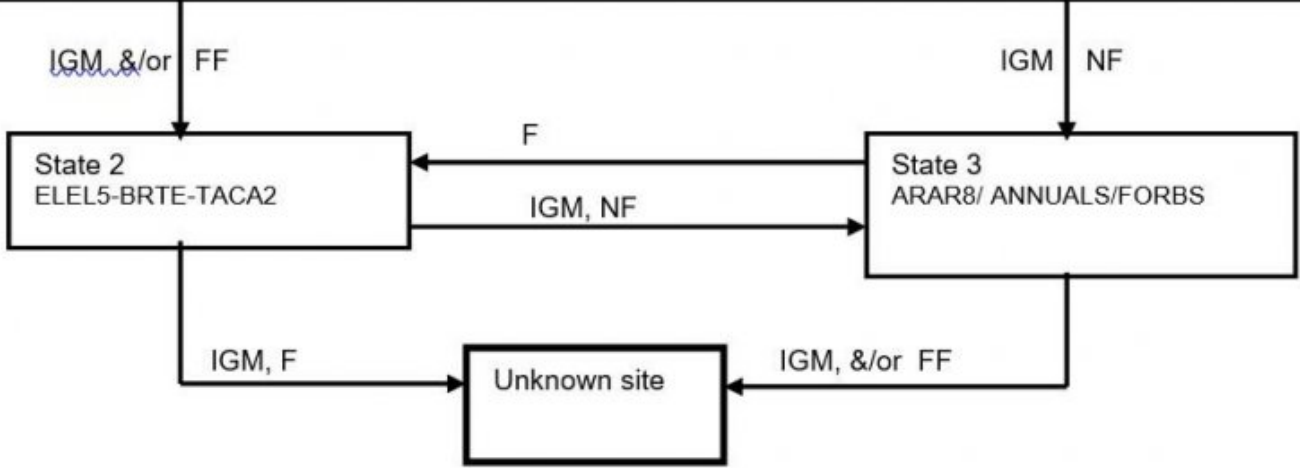 IGM &/or FF
IGM NF
F
State 2
ELEL5-BRTE-TACA2
State 3
ARAR8/ ANNUALS/FORBS
IGM, NF
IGM, F
IGM, &/or FF
Unknown site